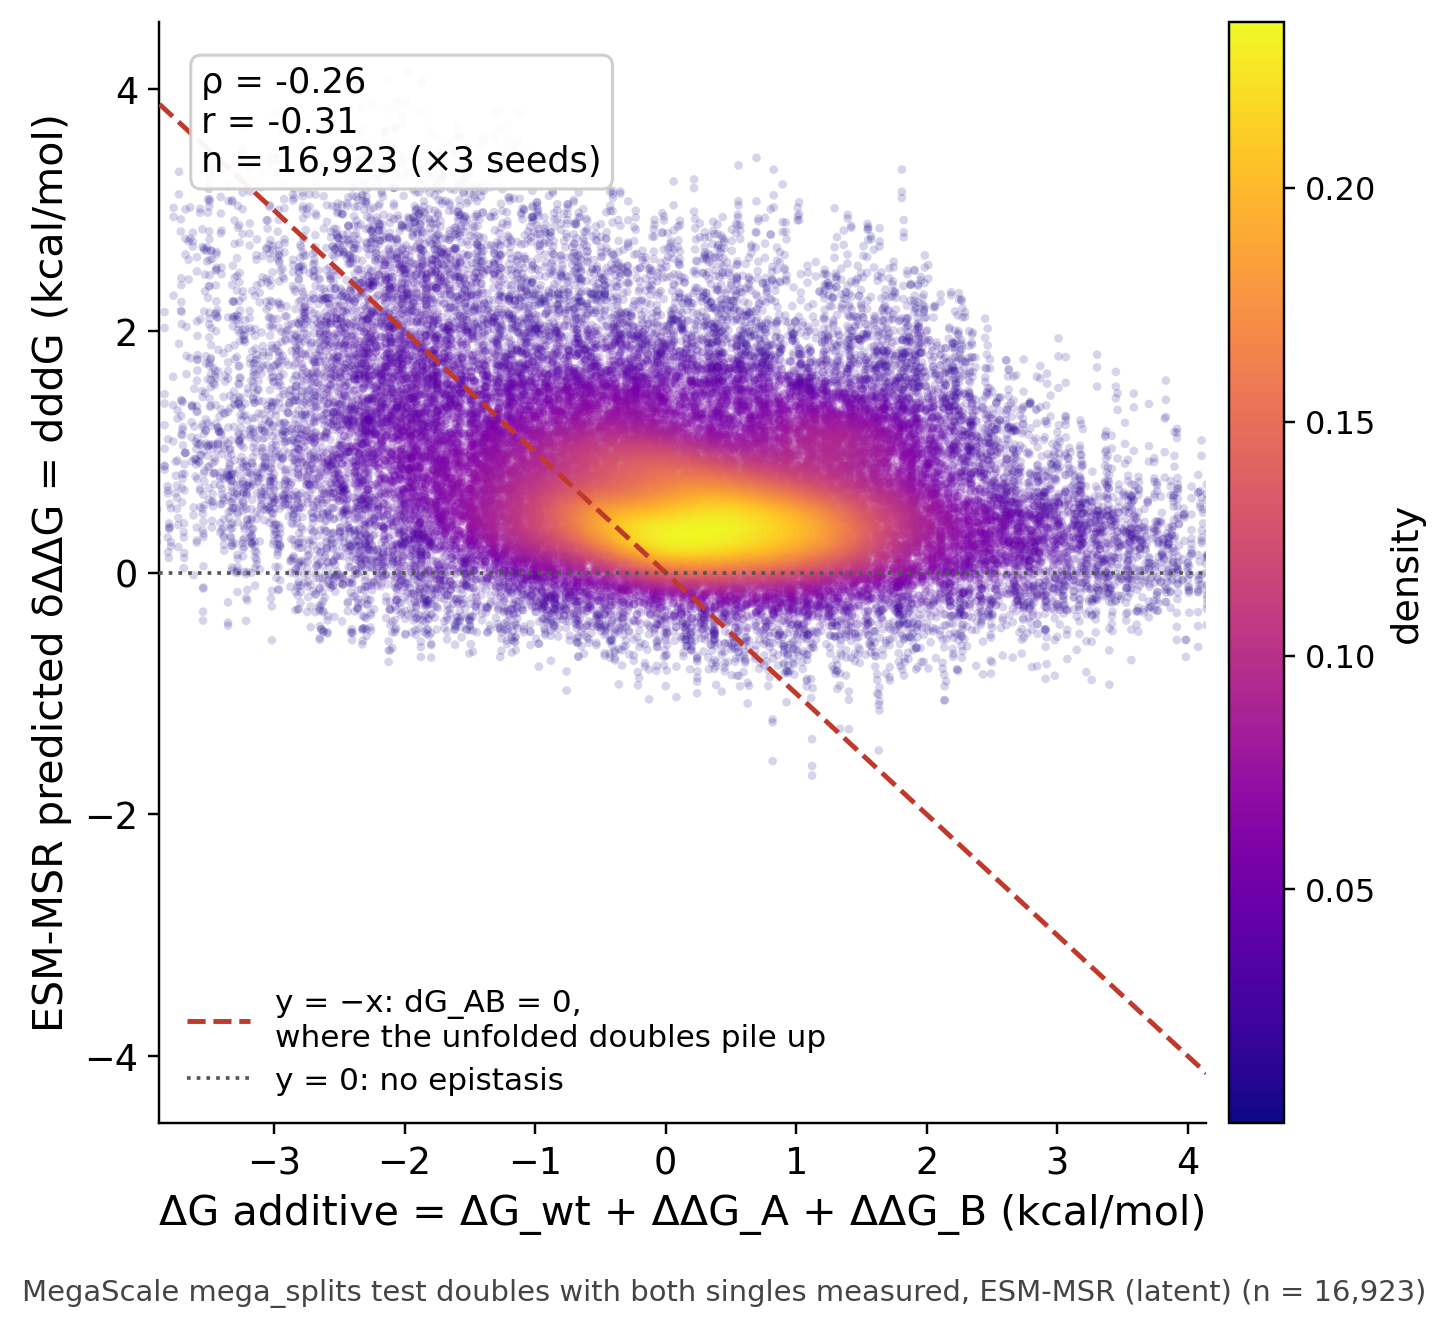 ρ = -0.26
r = -0.31
n = 16,923 (×3 seeds)
ESM-MSR predicted δΔΔG = dddG (kcal/mol)
4
2
0
−2
−4
y = −x: dG_AB = 0,
where the unfolded doubles pile up
y = 0: no epistasis
−3
−2
−1
0
1
2
3
4
ΔG additive = ΔG_wt + ΔΔG_A + ΔΔG_B (kcal/mol)
0.20
0.15
0.10
0.05
density
MegaScale mega_splits test doubles with both singles measured, ESM-MSR (latent) (n = 16,923)